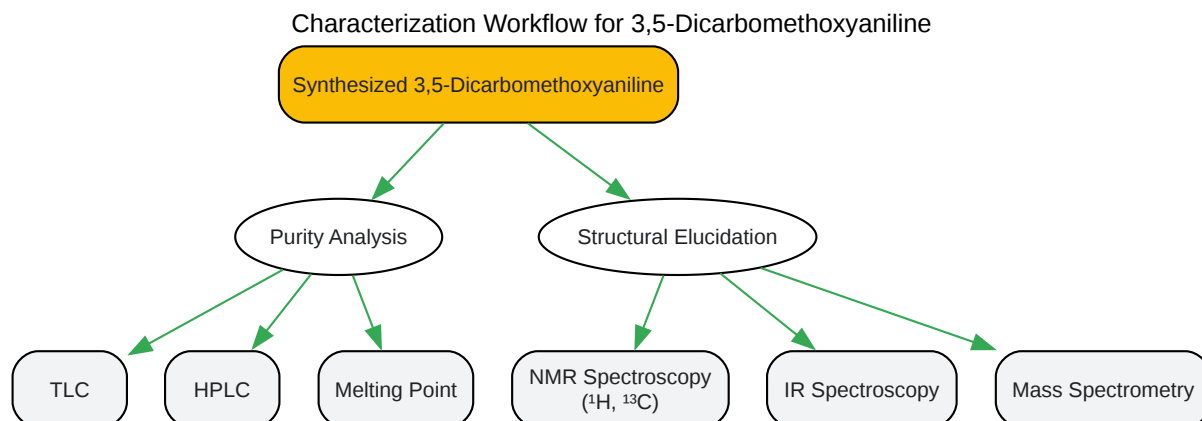 Characterization Workflow for 3,5-Dicarbomethoxyaniline
Synthesized 3,5-Dicarbomethoxyaniline
Purity Analysis
Structural Elucidation
TLC
HPLC
Melting Point
NMR Spectroscopy
(¹H, ¹³C)
IR Spectroscopy
Mass Spectrometry